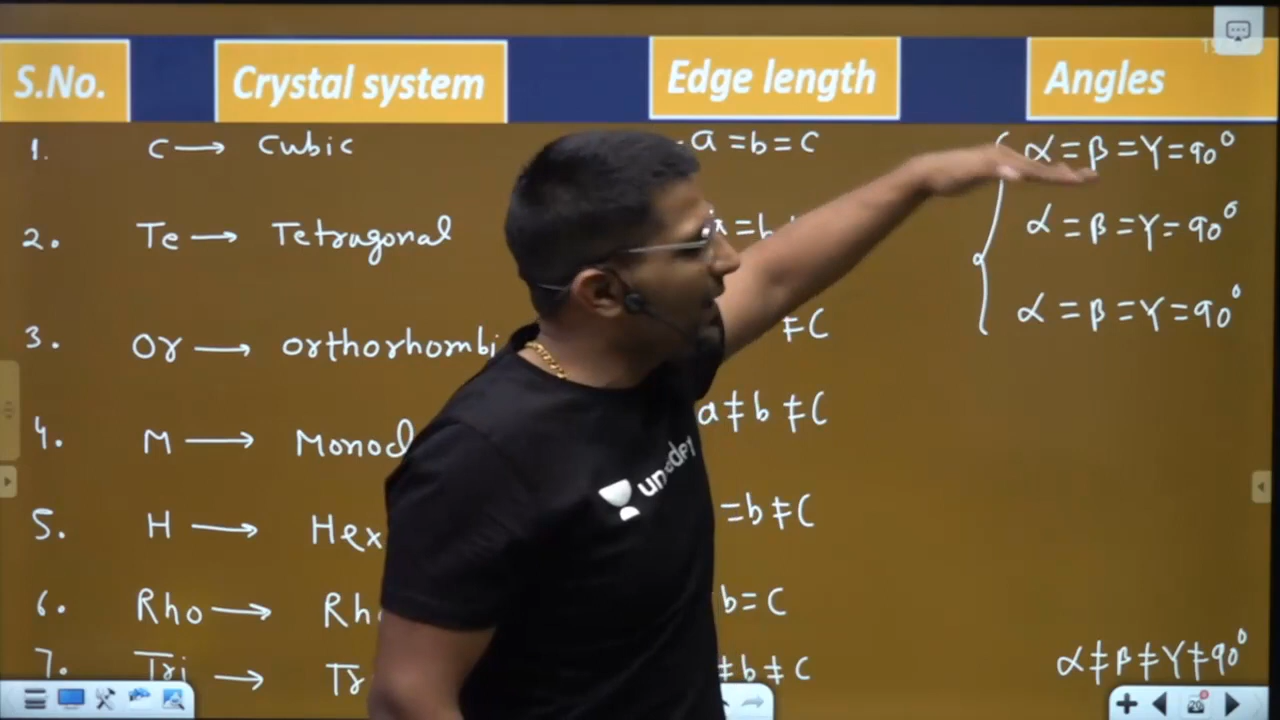 S.No. Crystal system Edge length Angles
1. C → Cubic a = b = c α = β = γ = 90°
2. Te → Tetragonal a = b α = β = γ = 90°
3. Or → orthorhombi ≠ C α = β = γ = 90°
4. M → Monocl a ≠ b ≠ C
5. H → Hex = b ≠ C
6. Rho → Rho b = C
7. Tri → Tr ≠ b ≠ C α ≠ β ≠ γ ≠ 90°